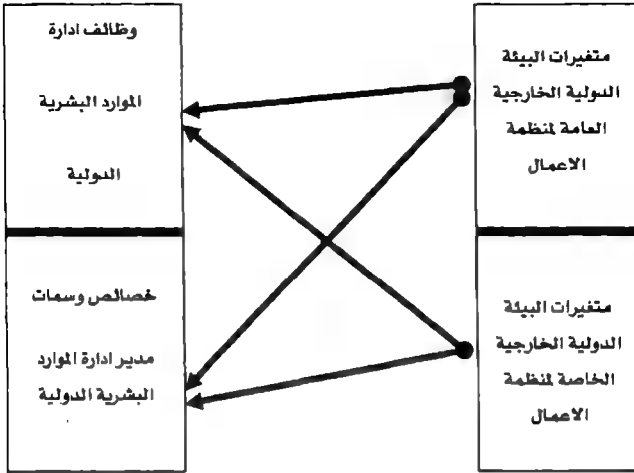 متغيرات البيئة
الدولية الخارجية
العامة لمنظمة
الاعمال
متغيرات البيئة
الدولية الخارجية
الخاصة لمنظمة
الاعمال
وظائف ادارة
الموارد البشرية
الدولية
خصائص وسمات
مدير ادارة الموارد
البشرية الدولية